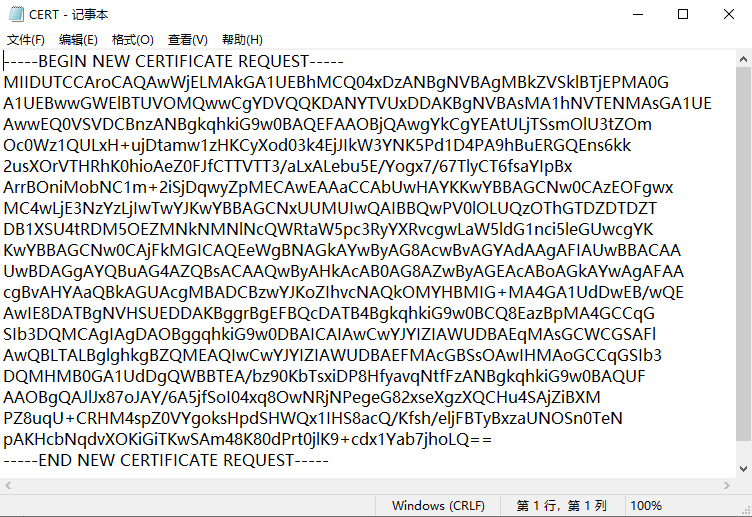 CERT - 记事本
文件(F) 编辑(E) 格式(O) 查看(V) 帮助(H)
-----BEGIN NEW CERTIFICATE REQUEST-----
MIIDUTCCAroCAQAwWjELMAkGA1UEBhMCQ04xDzANBgNVBAgMBkZVSklBTjEPMA0G
A1UEBwwGWElBTUVOMQwwCgYDVQQKDANYTVUxDDAKBgNVBAsMA1hNVTENMAsGA1UE
AwwEQ0VSVDCBnzANBgkqhkiG9w0BAQEFAAOBjQAwgYkCgYEAtULjTSsmOlU3tZOm
Oc0Wz1QULxH+ujDtamw1zHKCyXod03k4EjJIkW3YNK5Pd1D4PA9hBuERGQEns6kk
2usXOrVTHRhK0hioAeZ0FJfCTTVTT3/aLxALebu5E/Yogx7/67TlyCT6fsaYIpBx
ArrBOniMobNC1m+2iSjDqwyZpMECAwEAAaCCAbUwHAYKKwYBBAGCNw0CAzEOFgwx
MC4wLjE3NzYzLjIwTwYJKwYBBAGCNxUUMUIwQAIBBQwPV0lOLUQzOThGTDZDTDZT
DB1XSU4tRDM5OEZMNkNMNlNcQWRtaW5pc3RyYXRvcgwLaW5ldG1nci5leGUwcgYK
KwYBBAGCNw0CAjFkMGICAQEeWgBNAGkAYwByAG8AcwBvAGYAdAAgAFIAUwBBACAA
UwBDAGgAYQBuAG4AZQBsACAAQwByAHkAcAB0AG8AZwByAGEAcABoAGkAYwAgAFAA
cgBvAHYAaQBkAGUAcgMBADCBzwYJKoZIhvcNAQkOMYHBMIG+MA4GA1UdDwEB/wQE
AwIE8DATBgNVHSUEDDAKBggrBgEFBQcDATB4BgkqhkiG9w0BCQ8EazBpMA4GCCqG
SIb3DQMCAgIAgDAOBggqhkiG9w0DBAICAIAwCwYJYIZIAWUDBAEqMAsGCWCGSAFl
AwQBLTALBglghkgBZQMEAQIwCwYJYIZIAWUDBAEFMAcGBSsOAwIHMAoGCCqGSIb3
DQMHMB0GA1UdDgQWBBTEA/bz90KbTsxiDP8HfyavqNtfFzANBgkqhkiG9w0BAQUF
AAOBgQAJlJx87oJAY/6A5jfSoI04xq8OwNRjNPegeG82xseXgzXQCHu4SAjZiBXM
PZ8uqU+CRHM4spZ0VYgoksHpdSHWQx1IHS8acQ/Kfsh/eljFBTyBxzaUNOSn0TeN
pAKHcbNqdvXOKiGiTKwSAm48K80dPrt0jlK9+cdx1Yab7jhoLQ==
-----END NEW CERTIFICATE REQUEST-----
Windows (CRLF) 第 1 行，第 1 列 100%